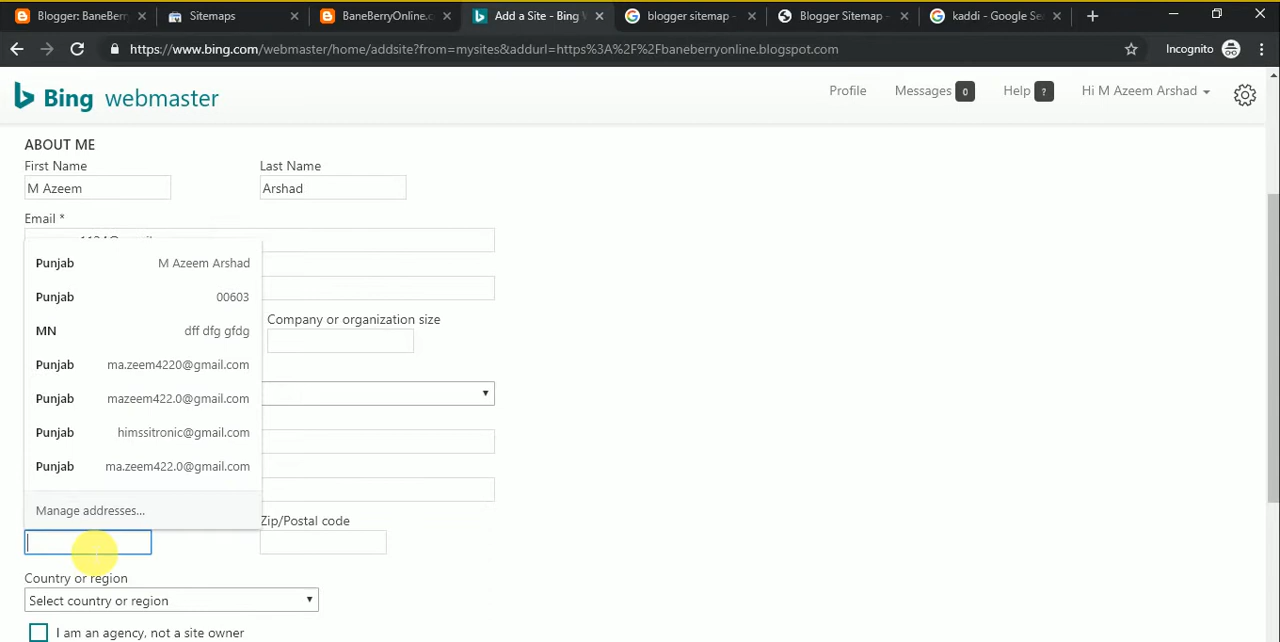 Blogger: BaneBerry
Sitemaps
BaneBerryOnline.c
Add a Site - Bing
blogger sitemap -
Blogger Sitemap -
kaddi - Google Sea
https://www.bing.com/webmaster/home/addsite?from=mysites&addurl=https%3A%2F%2Fbaneberryonline.blogspot.com
Incognito
Bing webmaster
Profile
Messages 0
Help ?
Hi M Azeem Arshad
ABOUT ME
First Name
Last Name
M Azeem
Arshad
Email *
Punjab M Azeem Arshad
Punjab 00603
Company or organization size
MN dff dfg gfdg
Punjab ma.zeem4220@gmail.com
Punjab mazeem422.0@gmail.com
Punjab himssitronic@gmail.com
Punjab ma.zeem422.0@gmail.com
Manage addresses...
Zip/Postal code
Country or region
Select country or region
I am an agency, not a site owner